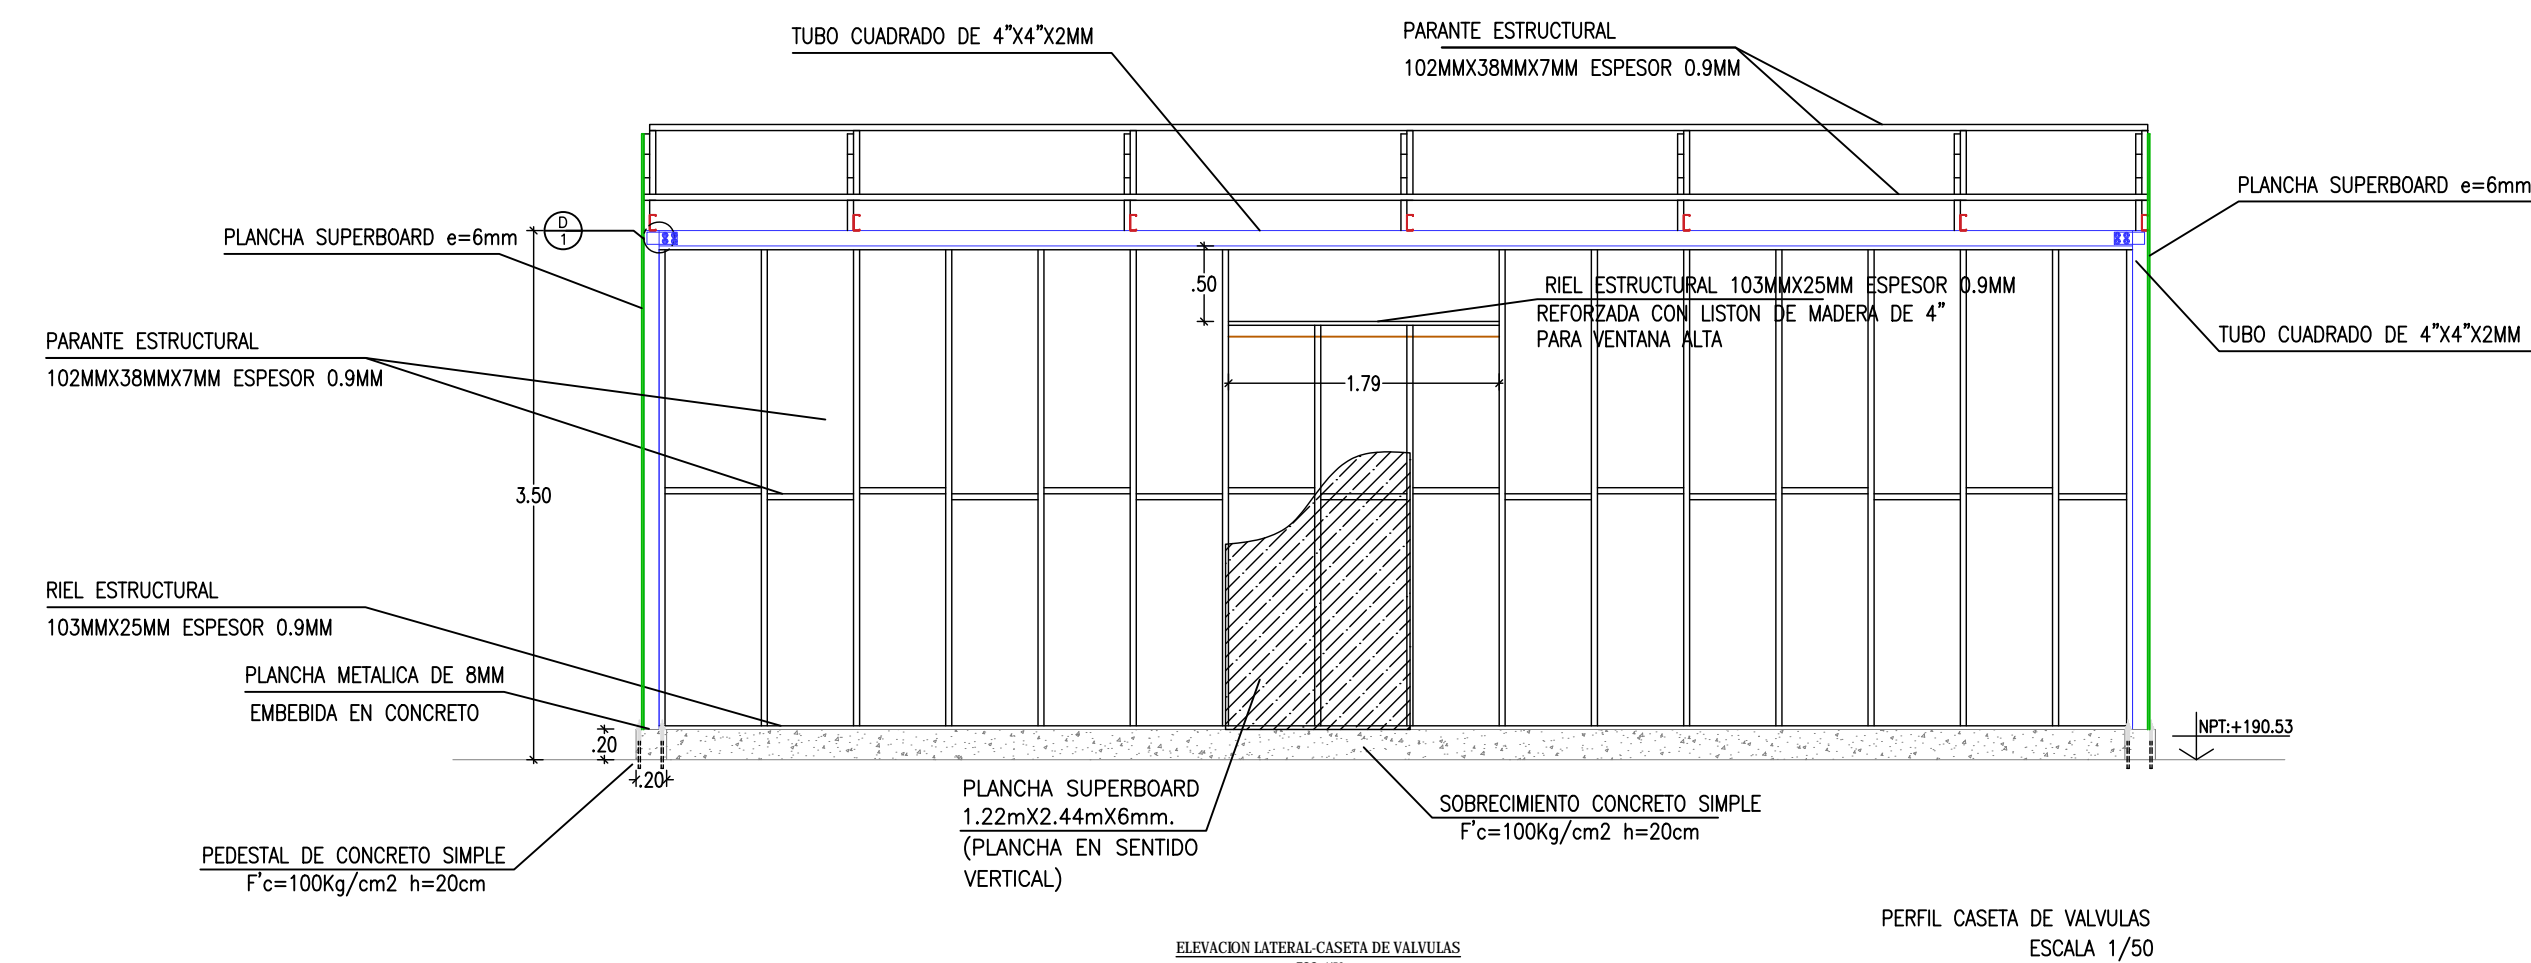 PARANTE ESTRUCTURAL
102MMX38MMX7MM ESPESOR 0.9MM
TUBO CUADRADO DE 4"X4"X2MM
PLANCHA SUPERBOARD e=6mm
D
1
PLANCHA SUPERBOARD e=6mm
.50
RIEL ESTRUCTURAL 103MMX25MM ESPESOR 0.9MM
REFORZADA CON LISTON DE MADERA DE 4"
PARA VENTANA ALTA
TUBO CUADRADO DE 4"X4"X2MM
PARANTE ESTRUCTURAL
102MMX38MMX7MM ESPESOR 0.9MM
1.79
3.50
RIEL ESTRUCTURAL
103MMX25MM ESPESOR 0.9MM
PLANCHA METALICA DE 8MM
EMBEBIDA EN CONCRETO
.20
.20
NPT:+190.53
PLANCHA SUPERBOARD
1.22mX2.44mX6mm.
(PLANCHA EN SENTIDO
VERTICAL)
SOBRECIMIENTO CONCRETO SIMPLE
F'c=100Kg/cm2 h=20cm
PEDESTAL DE CONCRETO SIMPLE
F'c=100Kg/cm2 h=20cm
PERFIL CASETA DE VALVULAS
ESCALA 1/50
ELEVACION LATERAL-CASETA DE VALVULAS